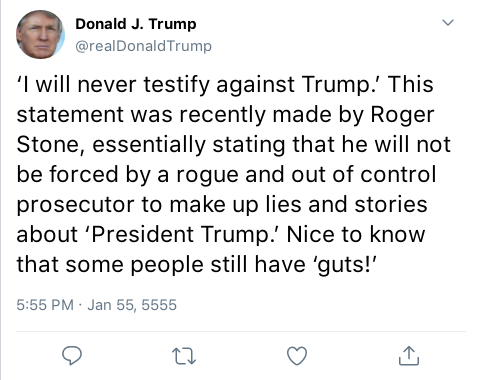 Donald J. Trump
@realDonaldTrump
‘I will never testify against Trump.’ This
statement was recently made by Roger
Stone, essentially stating that he will not
be forced by a rogue and out of control
prosecutor to make up lies and stories
about ‘President Trump.’ Nice to know
that some people still have ‘guts!’
5:55 PM · Jan 55, 5555